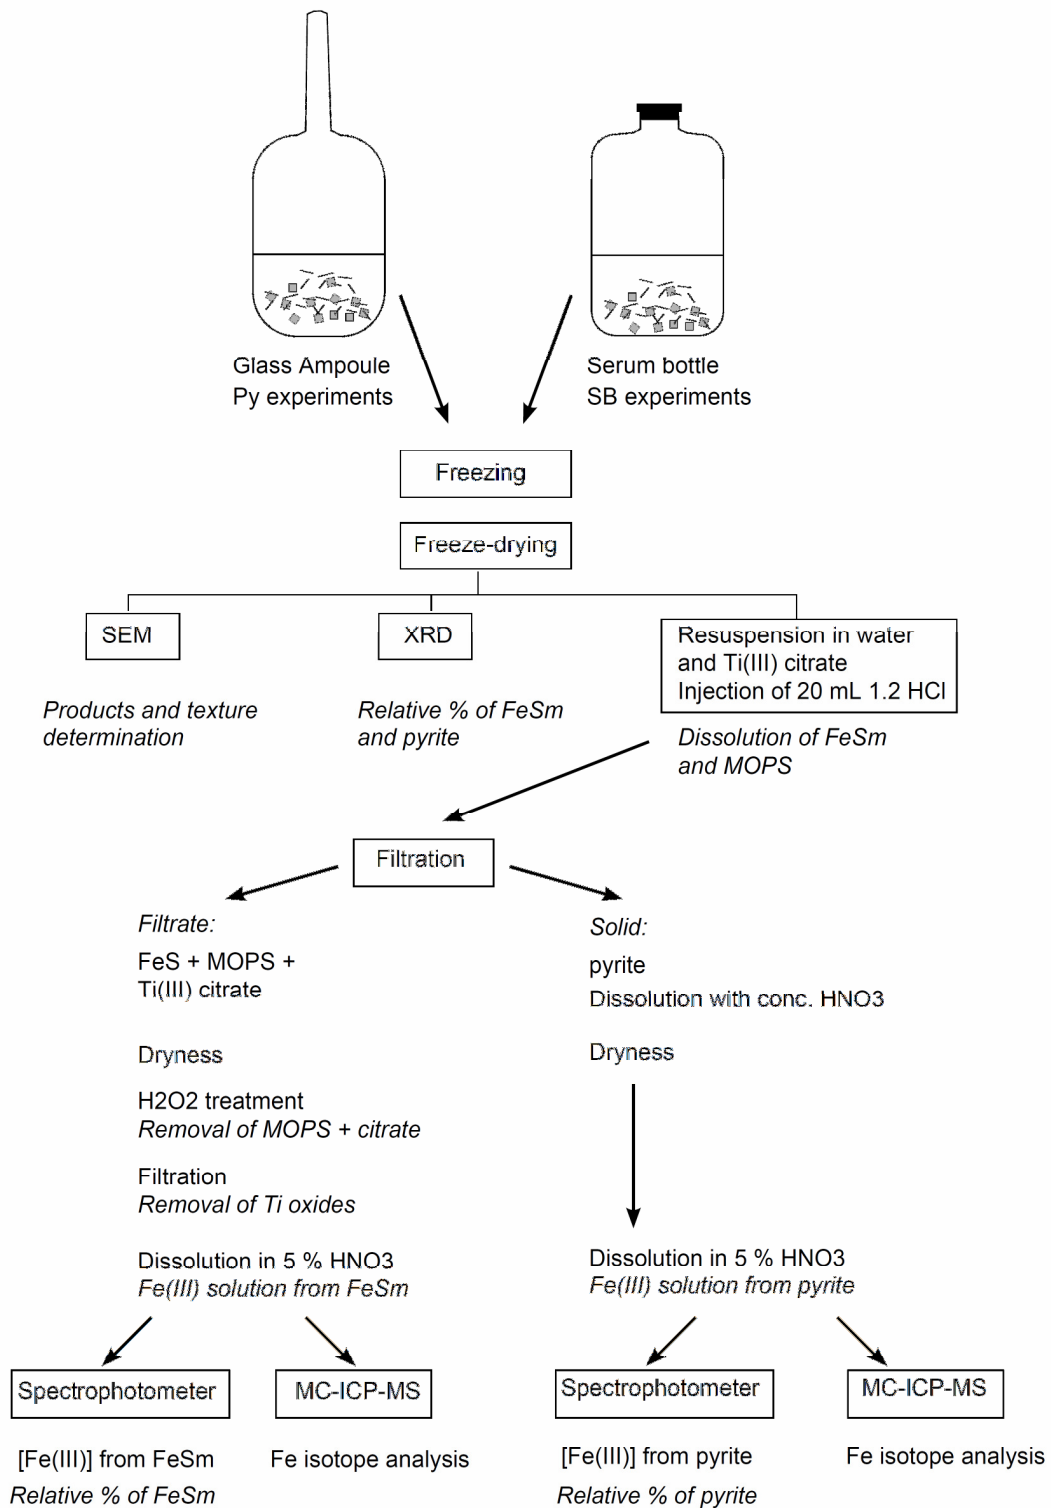 Glass Ampoule
Py experiments
Serum bottle
SB experiments
Freezing
Freeze-drying
SEM
XRD
Resuspension in water
and Ti(III) citrate
Injection of 20 mL 1.2 HCl
Products and texture
determination
Relative % of FeSm
and pyrite
Dissolution of FeSm
and MOPS
Filtration
Filtrate:
FeS + MOPS +
Ti(III) citrate
Dryness
H2O2 treatment
Removal of MOPS + citrate
Filtration
Removal of Ti oxides
Dissolution in 5 % HNO3
Fe(III) solution from FeSm
Solid:
pyrite
Dissolution with conc. HNO3
Dryness
Dissolution in 5 % HNO3
Fe(III) solution from pyrite
Spectrophotometer
MC-ICP-MS
Spectrophotometer
MC-ICP-MS
[Fe(III)] from FeSm
Relative % of FeSm
Fe isotope analysis
[Fe(III)] from pyrite
Relative % of pyrite
Fe isotope analysis